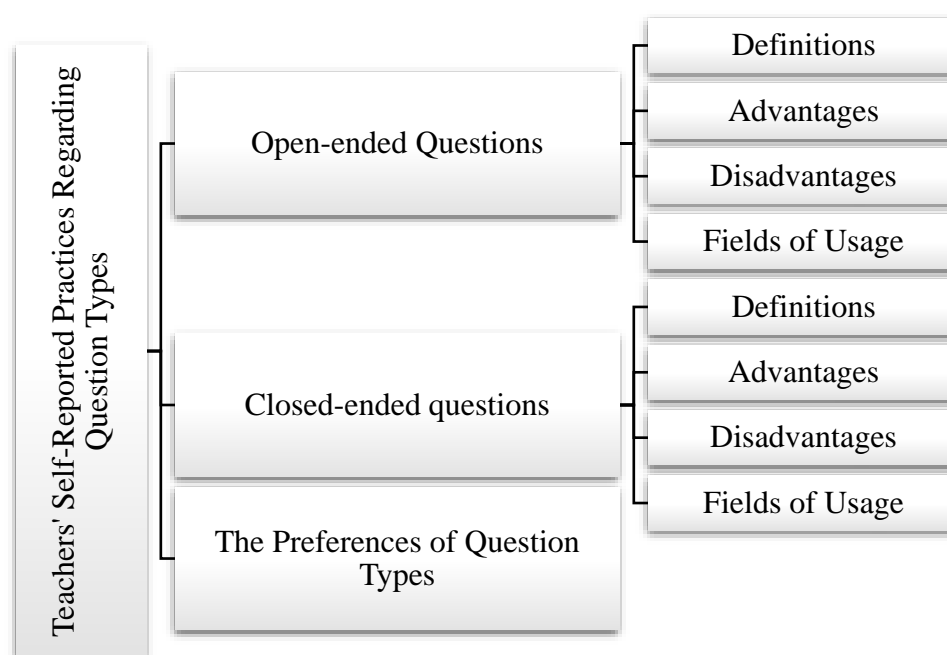 Teachers' Self-Reported Practices Regarding
Question Types
Open-ended Questions
Definitions
Advantages
Disadvantages
Fields of Usage
Closed-ended questions
Definitions
Advantages
Disadvantages
Fields of Usage
The Preferences of Question
Types